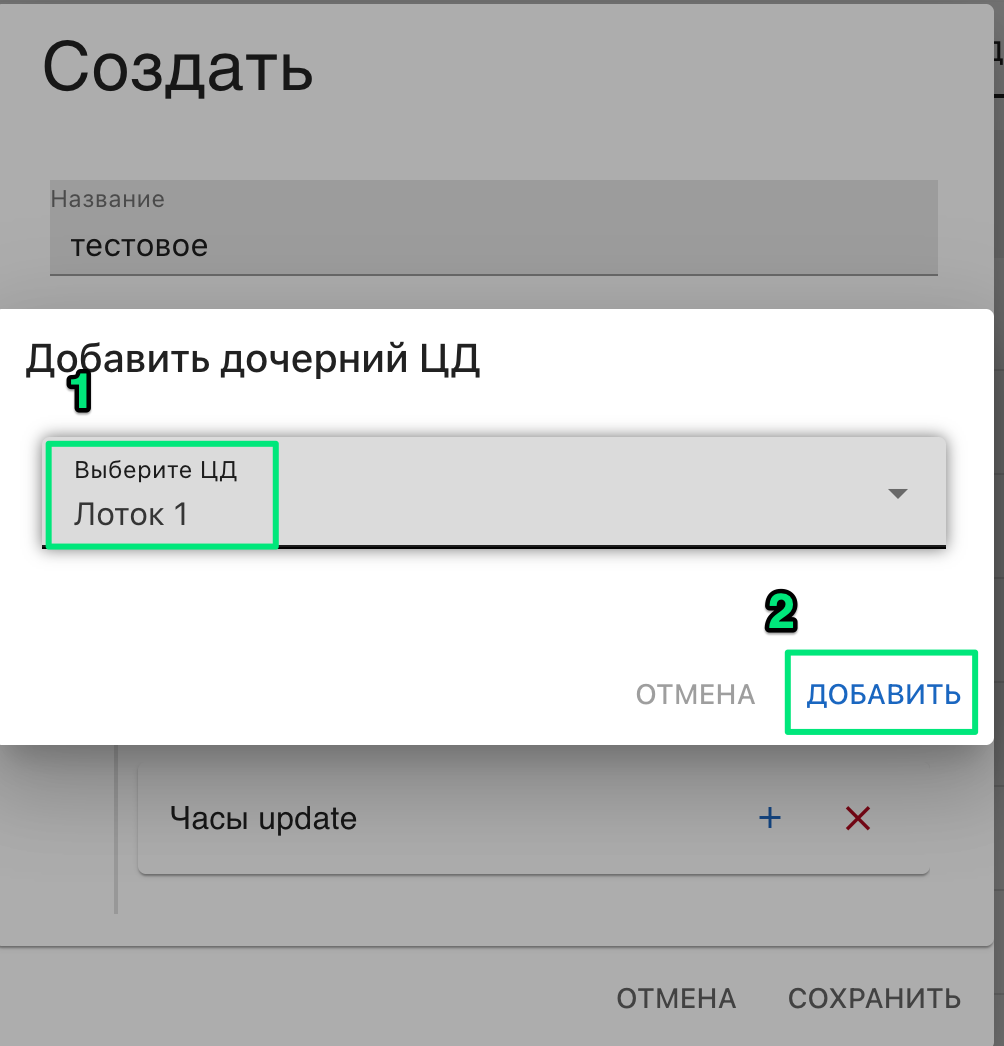 Создать
Название
тестовое
Добавить дочерний ЦД
1
Выберите ЦД
Лоток 1
2
ОТМЕНА ДОБАВИТЬ
Часы update
ОТМЕНА СОХРАНИТЬ